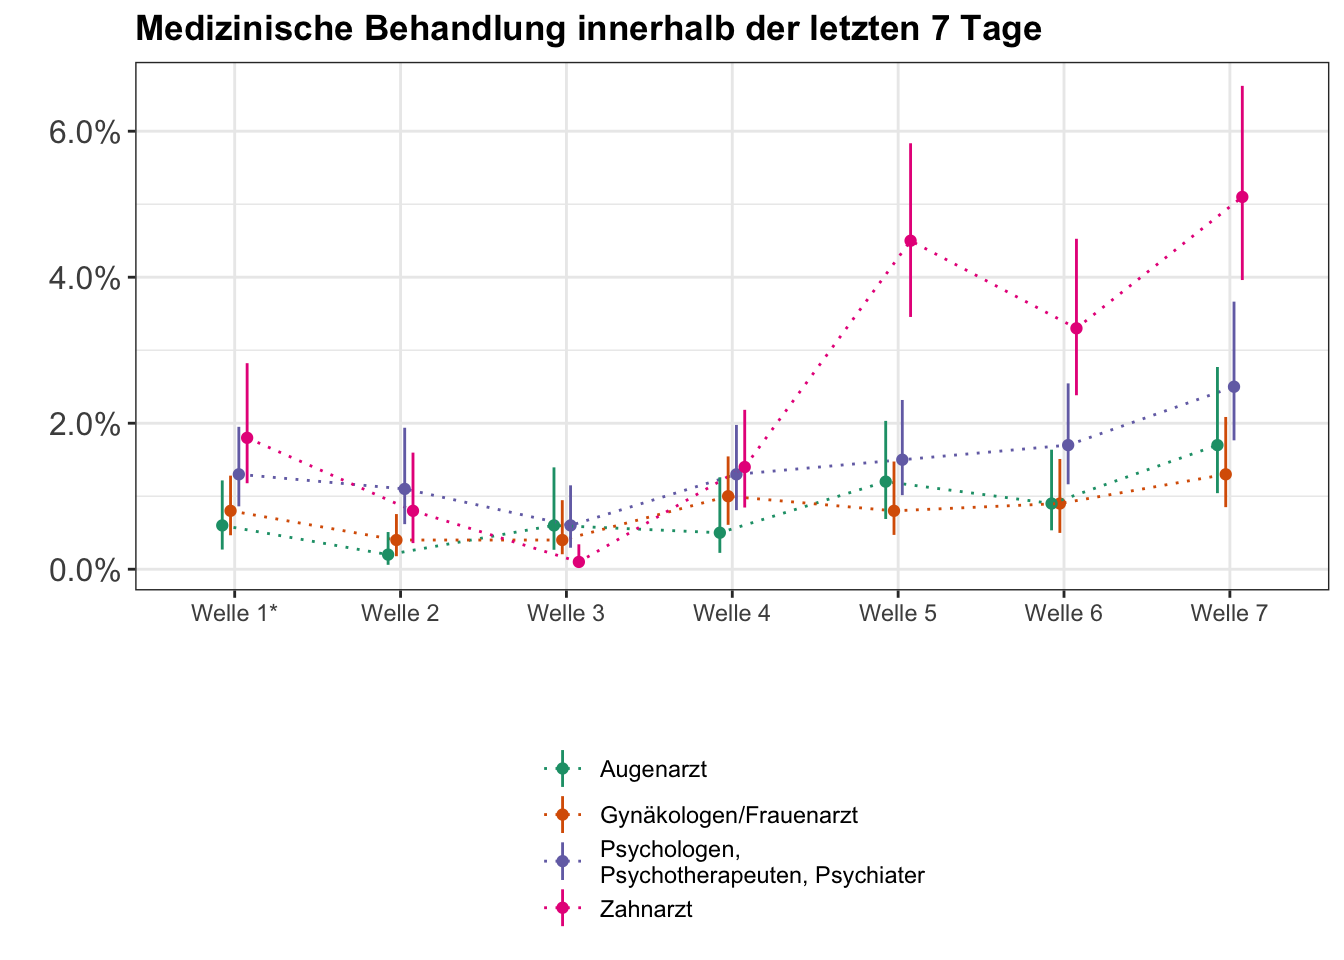 Medizinische Behandlung innerhalb der letzten 7 Tage
6.0%
4.0%
2.0%
0.0%
Welle 1* Welle 2 Welle 3 Welle 4 Welle 5 Welle 6 Welle 7
Augenarzt
Gynäkologen/Frauenarzt
Psychologen,
Psychotherapeuten, Psychiater
Zahnarzt